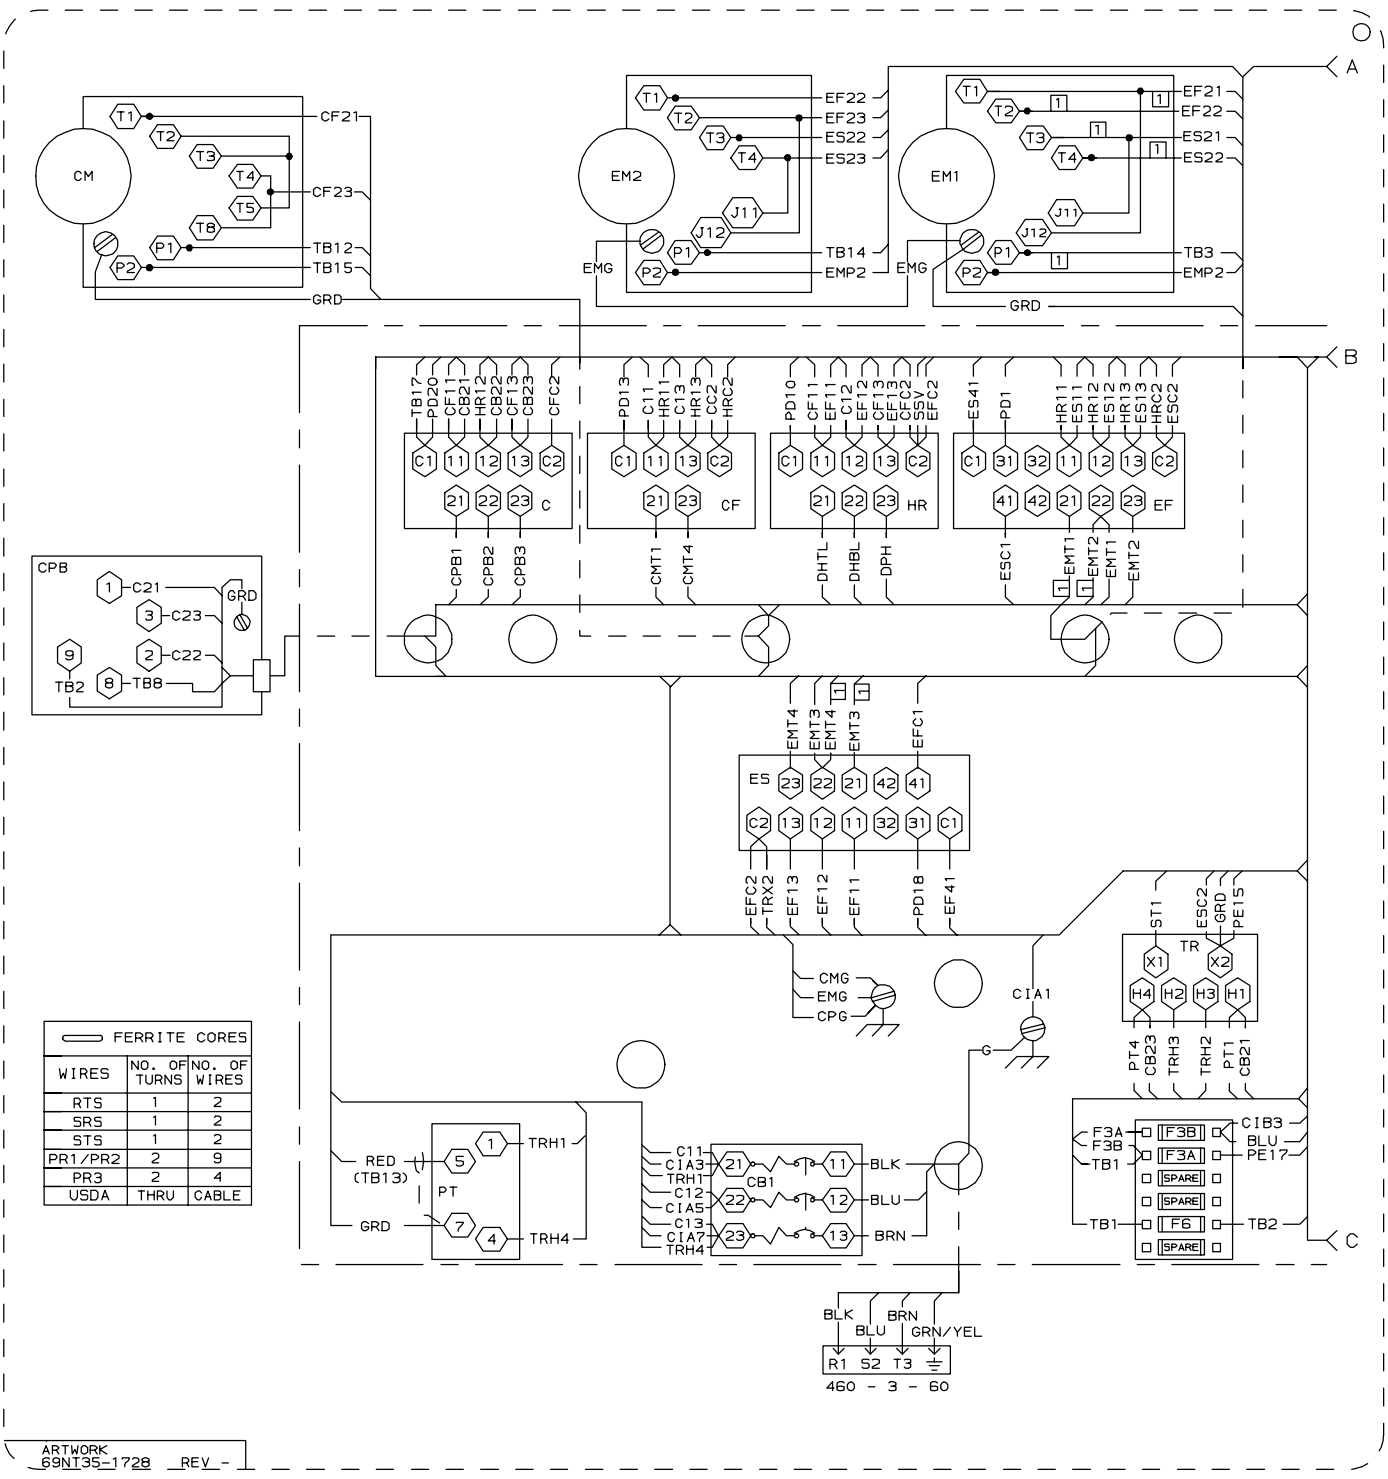 A
CM
T1
CF21
T2
T3
T4
CF23
T5
T8
P1
TB12
P2
TB15
GRD
EM2
T1
EF22
T2
EF23
T3
ES22
T4
ES23
J11
J12
P1
TB14
P2
EMP2
EMG
EM1
T1
1
EF21
T2
1
EF22
T3
1
ES21
T4
1
ES22
J11
J12
P1
1
TB3
P2
EMP2
EMG
GRD
B
TB17 PD20 CF11 CB21 HR12 CB22 CF13 CB23 CFC2
C1 11 12 13 C2
21 22 23 C
CPB1 CPB2 CPB3
PD13 C11 HR11 C13 HR13 CC2 HRC2
C1 11 13 C2
21 23 CF
CMT1 CMT4
PD10 CF11 EF11 C12 EF12 CF13 EF13 CFC2 SSV EFC2
C1 11 12 13 C2
21 22 23 HR
DHTL DHBL DPH
ES41 PD1 HR11 ES11 HR12 ES12 HR13 ES13 HRC2 ESC2
C1 31 32 11 12 13 C2
41 42 21 22 23 EF
ESC1 EMT1 EMT2 EMT1 EMT2
1 1
CPB
1 C21
GRD
3 C23
2 C22
9
TB2
8 TB8
1 1
EMT4 EMT3 EMT4 EMT3 EFC1
ES 23 22 21 42 41
C2 13 12 11 32 31 C1
EFC2 TRX2 EF13 EF12 EF11 PD18 EF41
ST1 ESC2 GRD PE15
TR
X1 X2
H4 H2 H3 H1
PT4 CB23 TRH3 TRH2 PT1 CB21
CMG
EMG
CPG
CIA1
G
FERRITE CORES
WIRES NO. OF TURNS NO. OF WIRES
RTS 1 2
SRS 1 2
STS 1 2
PR1/PR2 2 9
PR3 2 4
USDA THRU CABLE
RED
(TB13)
GRD
5
PT
7
1 TRH1
4 TRH4
C11
CIA3
TRH1
C12
CIA5
C13
CIA7
TRH4
21 11 BLK
CB1
22 12 BLU
23 13 BRN
F3A F3B CIB3
F3B BLU
TB1 F3A PE17
SPARE
SPARE
TB1 F6 TB2
SPARE
C
BLK BRN
BLU GRN/YEL
R1 S2 T3
460 - 3 - 60
ARTWORK
69NT35-1728 REV -